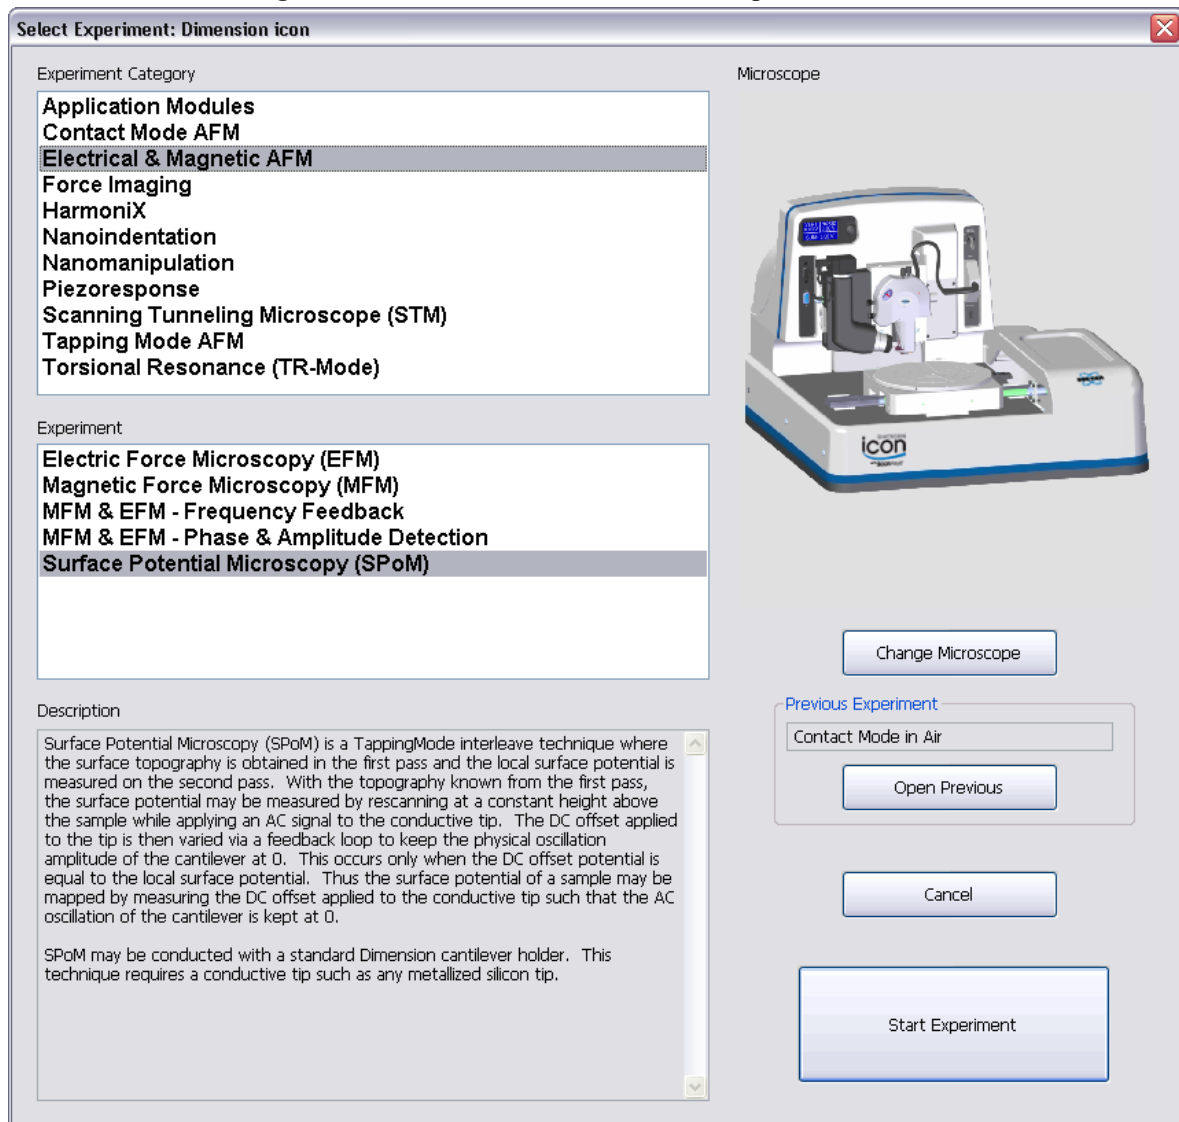 Select Experiment: Dimension icon
Experiment Category
Application Modules
Contact Mode AFM
Electrical & Magnetic AFM
Force Imaging
HarmoniX
Nanoindentation
Nanomanipulation
Piezoresponse
Scanning Tunneling Microscope (STM)
Tapping Mode AFM
Torsional Resonance (TR-Mode)
Experiment
Electric Force Microscopy (EFM)
Magnetic Force Microscopy (MFM)
MFM & EFM - Frequency Feedback
MFM & EFM - Phase & Amplitude Detection
Surface Potential Microscopy (SPoM)
Description
Surface Potential Microscopy (SPoM) is a TappingMode interleave technique where
the surface topography is obtained in the first pass and the local surface potential is
measured on the second pass.  With the topography known from the first pass,
the surface potential may be measured by rescanning at a constant height above
the sample while applying an AC signal to the conductive tip.  The DC offset applied
to the tip is then varied via a feedback loop to keep the physical oscillation
amplitude of the cantilever at 0.  This occurs only when the DC offset potential is
equal to the local surface potential.  Thus the surface potential of a sample may be
mapped by measuring the DC offset applied to the conductive tip such that the AC
oscillation of the cantilever is kept at 0.
SPoM may be conducted with a standard Dimension cantilever holder.  This
technique requires a conductive tip such as any metallized silicon tip.
Microscope
icon
Change Microscope
Previous Experiment
Contact Mode in Air
Open Previous
Cancel
Start Experiment